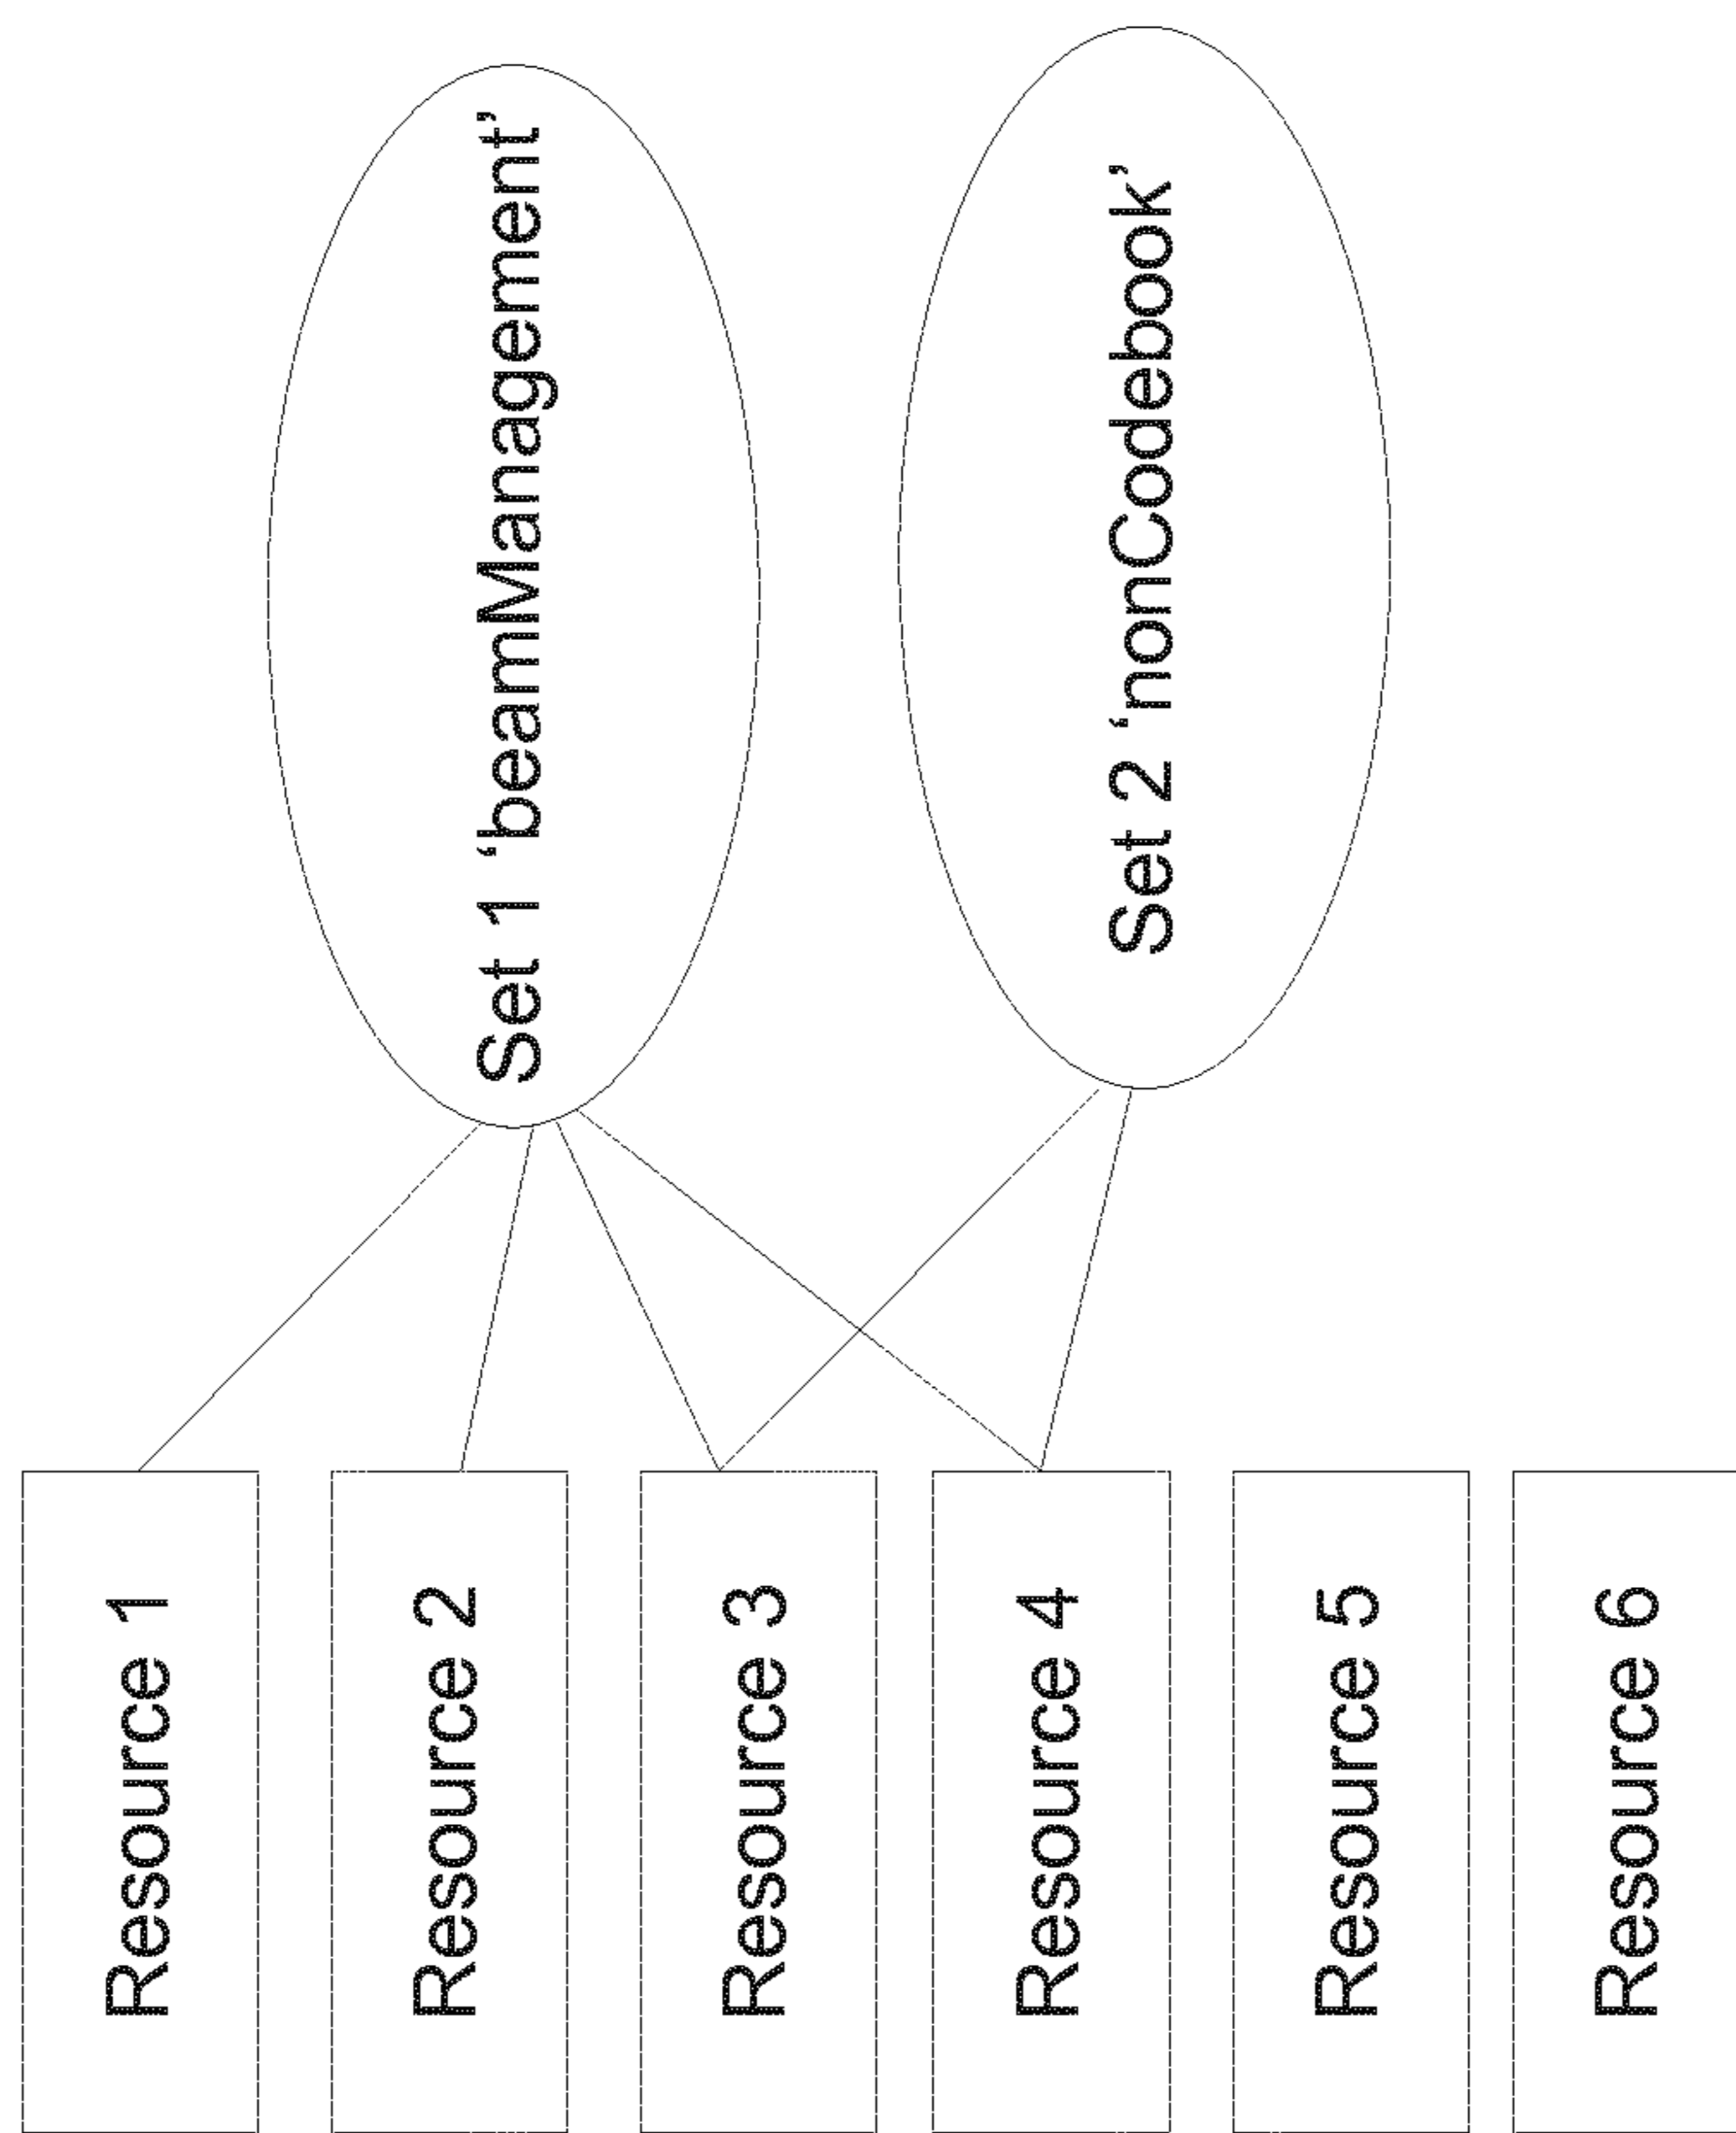 Resource 1
Resource 2
Resource 3
Resource 4
Resource 5
Resource 6
Set 1 ‘beamManagement’
Set 2 ‘nonCodebook’